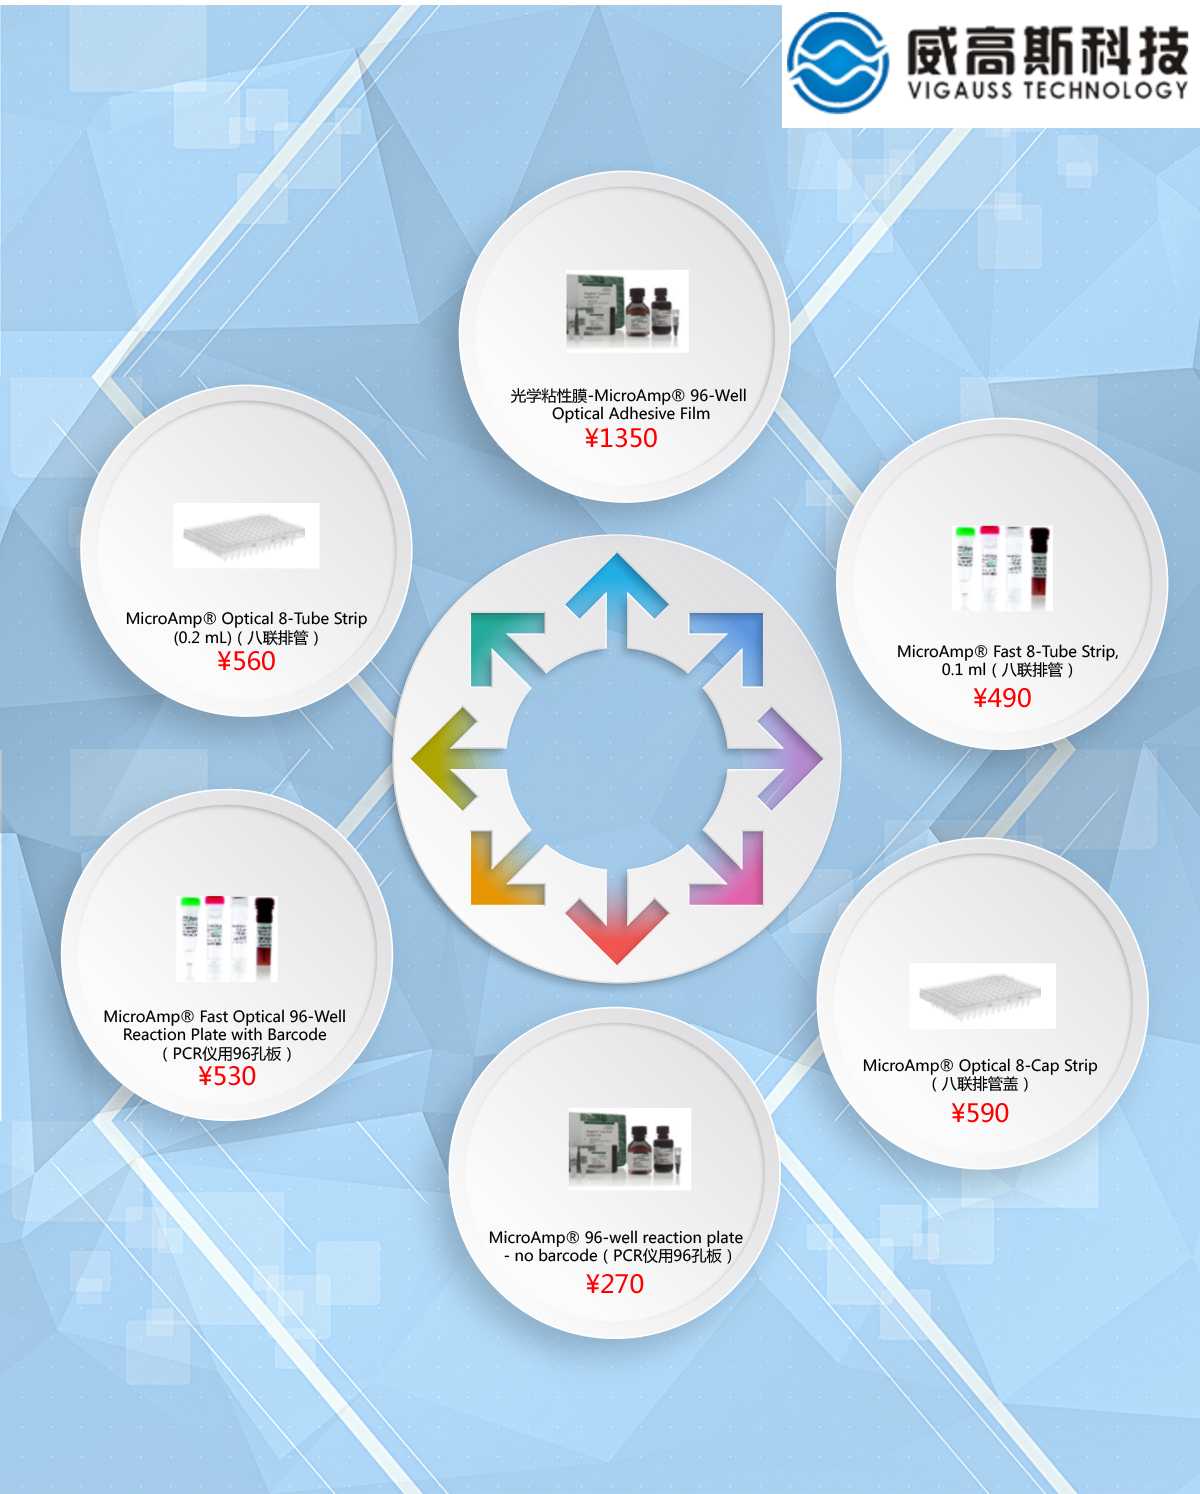 威高斯科技
VIGAUSS TECHNOLOGY
光学粘性膜-MicroAmp® 96-Well
Optical Adhesive Film
¥1350
MicroAmp® Optical 8-Tube Strip
(0.2 mL)（八联排管）
¥560
MicroAmp® Fast 8-Tube Strip,
0.1 ml（八联排管）
¥490
MicroAmp® Fast Optical 96-Well
Reaction Plate with Barcode
（PCR仪用96孔板）
¥530
MicroAmp® Optical 8-Cap Strip
（八联排管盖）
¥590
MicroAmp® 96-well reaction plate
- no barcode（PCR仪用96孔板）
¥270